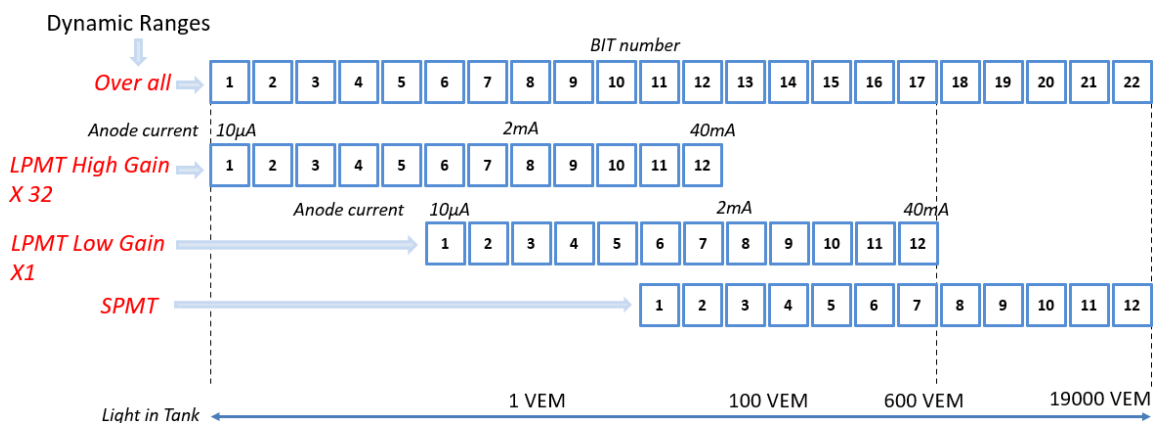 Dynamic Ranges
BIT number
Over all 1 2 3 4 5 6 7 8 9 10 11 12 13 14 15 16 17 18 19 20 21 22
Anode current 10µA 2mA 40mA
LPMT High Gain 1 2 3 4 5 6 7 8 9 10 11 12
X 32
Anode current 10µA 2mA 40mA
LPMT Low Gain 1 2 3 4 5 6 7 8 9 10 11 12
X1
SPMT 1 2 3 4 5 6 7 8 9 10 11 12
1 VEM 100 VEM 600 VEM 19000 VEM
Light in Tank